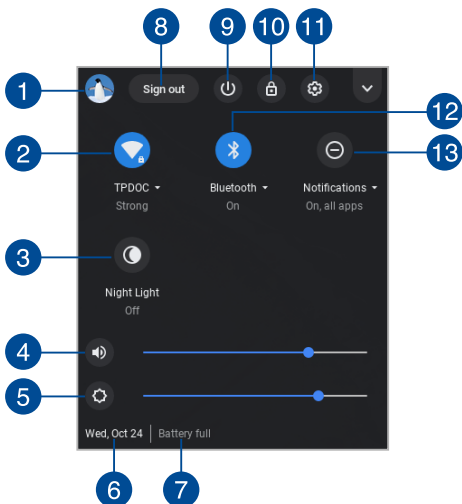 8 9 10 11
1 Sign out
12
2 13
TPDOC Bluetooth Notifications
Strong On On, all apps
3
Night Light
Off
4
5
Wed, Oct 24 Battery full
6 7